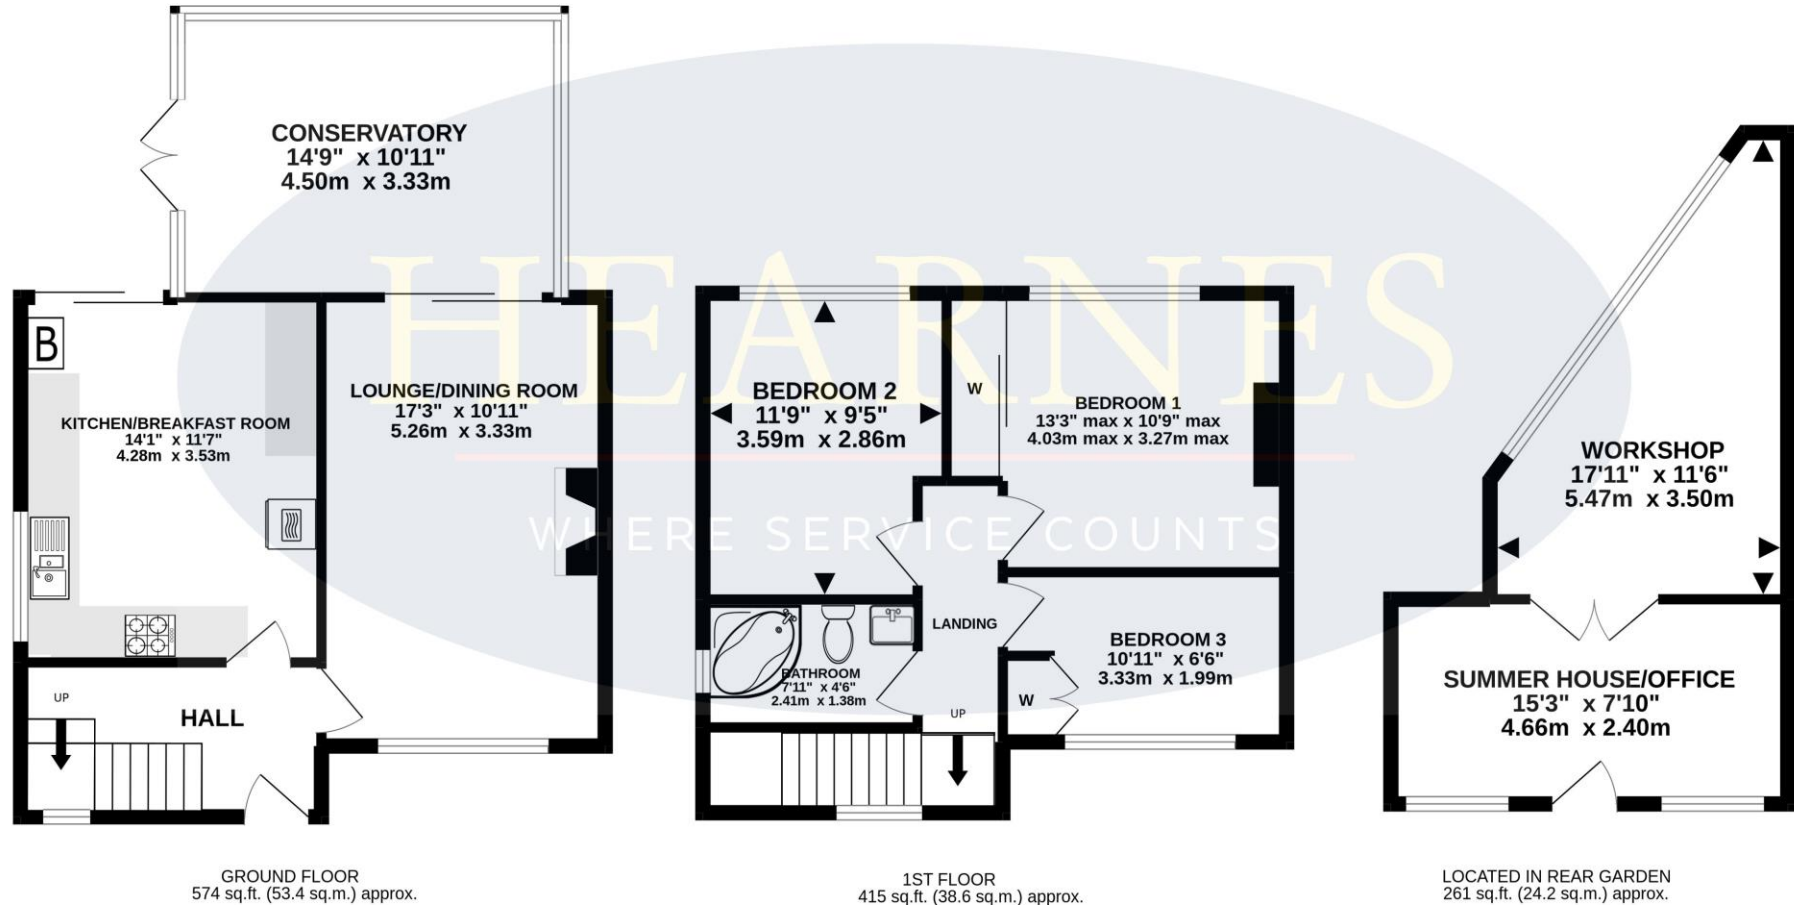 CONSERVATORY
14'9" x 10'11"
4.50m x 3.33m
HEARNES
WHERE SERVICE COUNTS
B
KITCHEN/BREAKFAST ROOM
14'1" x 11'7"
4.28m x 3.53m
LOUNGE/DINING ROOM
17'3" x 10'11"
5.26m x 3.33m
UP
HALL
GROUND FLOOR
574 sq.ft. (53.4 sq.m.) approx.
BEDROOM 2
11'9" x 9'5"
3.59m x 2.86m
W
BEDROOM 1
13'3" max x 10'9" max
4.03m max x 3.27m max
LANDING
BATHROOM
7'11" x 4'6"
2.41m x 1.38m
BEDROOM 3
10'11" x 6'6"
3.33m x 1.99m
W
UP
1ST FLOOR
415 sq.ft. (38.6 sq.m.) approx.
WORKSHOP
17'11" x 11'6"
5.47m x 3.50m
SUMMER HOUSE/OFFICE
15'3" x 7'10"
4.66m x 2.40m
LOCATED IN REAR GARDEN
261 sq.ft. (24.2 sq.m.) approx.